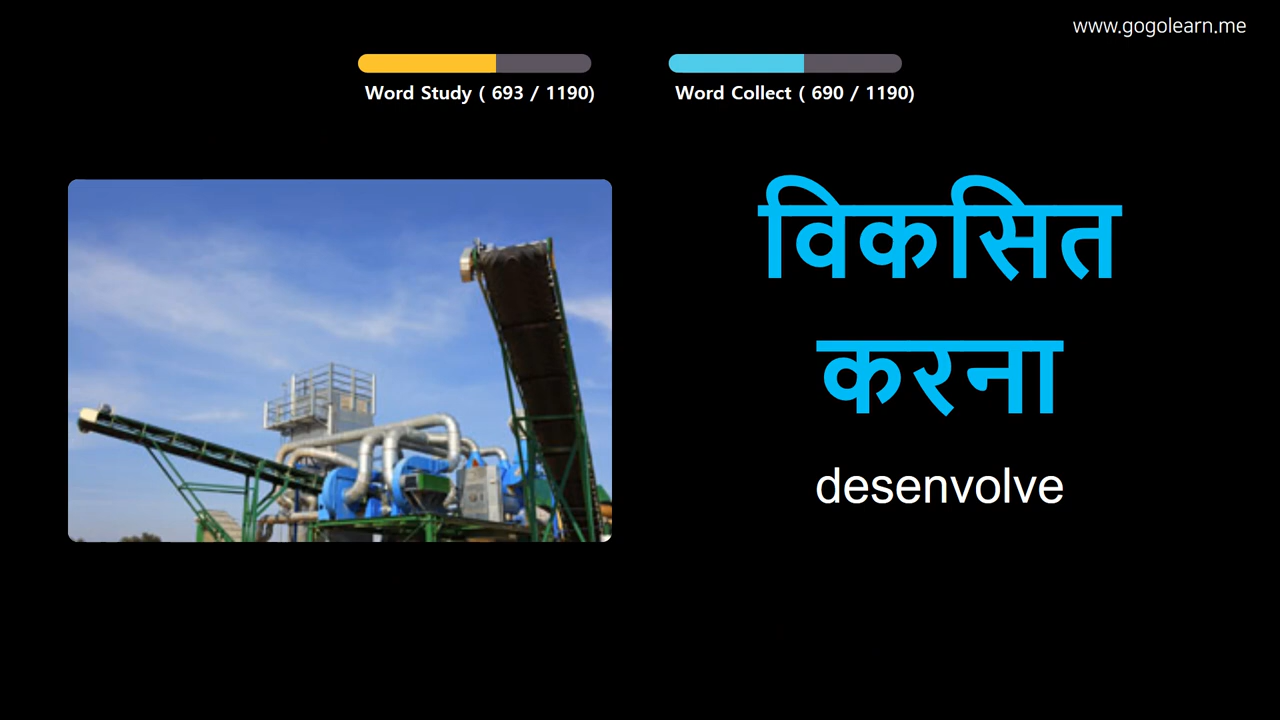 www.gogolearn.me
Word Study ( 693 / 1190)
Word Collect ( 690 / 1190)
विकसित
करना
desenvolve